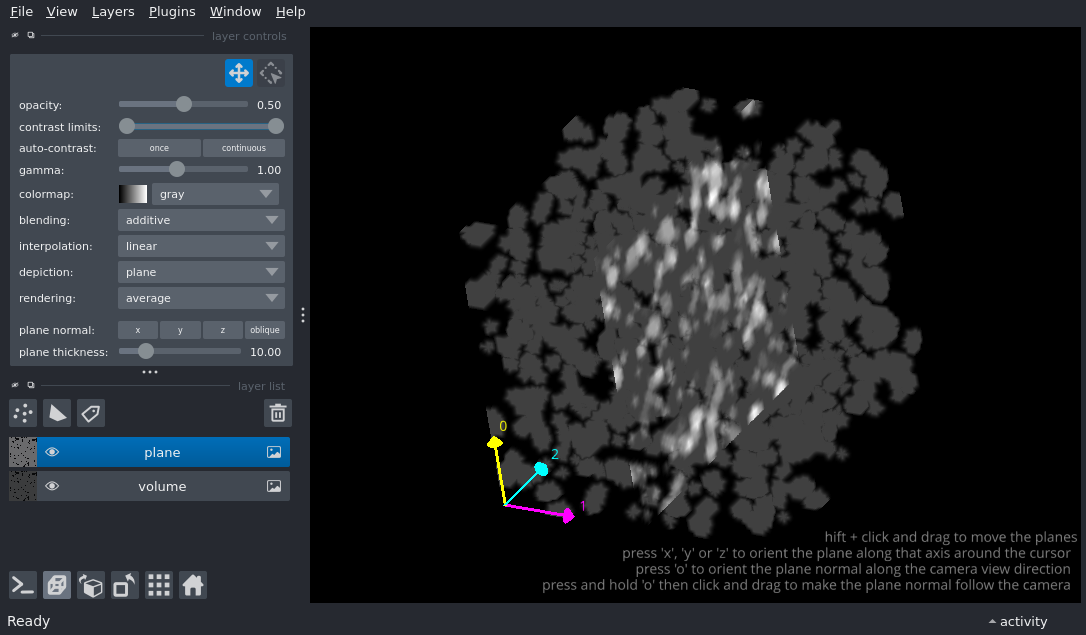 File View Layers Plugins Window Help
layer controls
opacity: 0.50
contrast limits:
auto-contrast: once continuous
gamma: 1.00
colormap: gray
blending: additive
interpolation: linear
depiction: plane
rendering: average
plane normal: x y z oblique
plane thickness: 10.00
layer list
plane
volume
0
2
1
hift + click and drag to move the planes
press 'x', 'y' or 'z' to orient the plane along that axis around the cursor
press 'o' to orient the plane normal along the camera view direction
press and hold 'o' then click and drag to make the plane normal follow the camera
Ready
activity